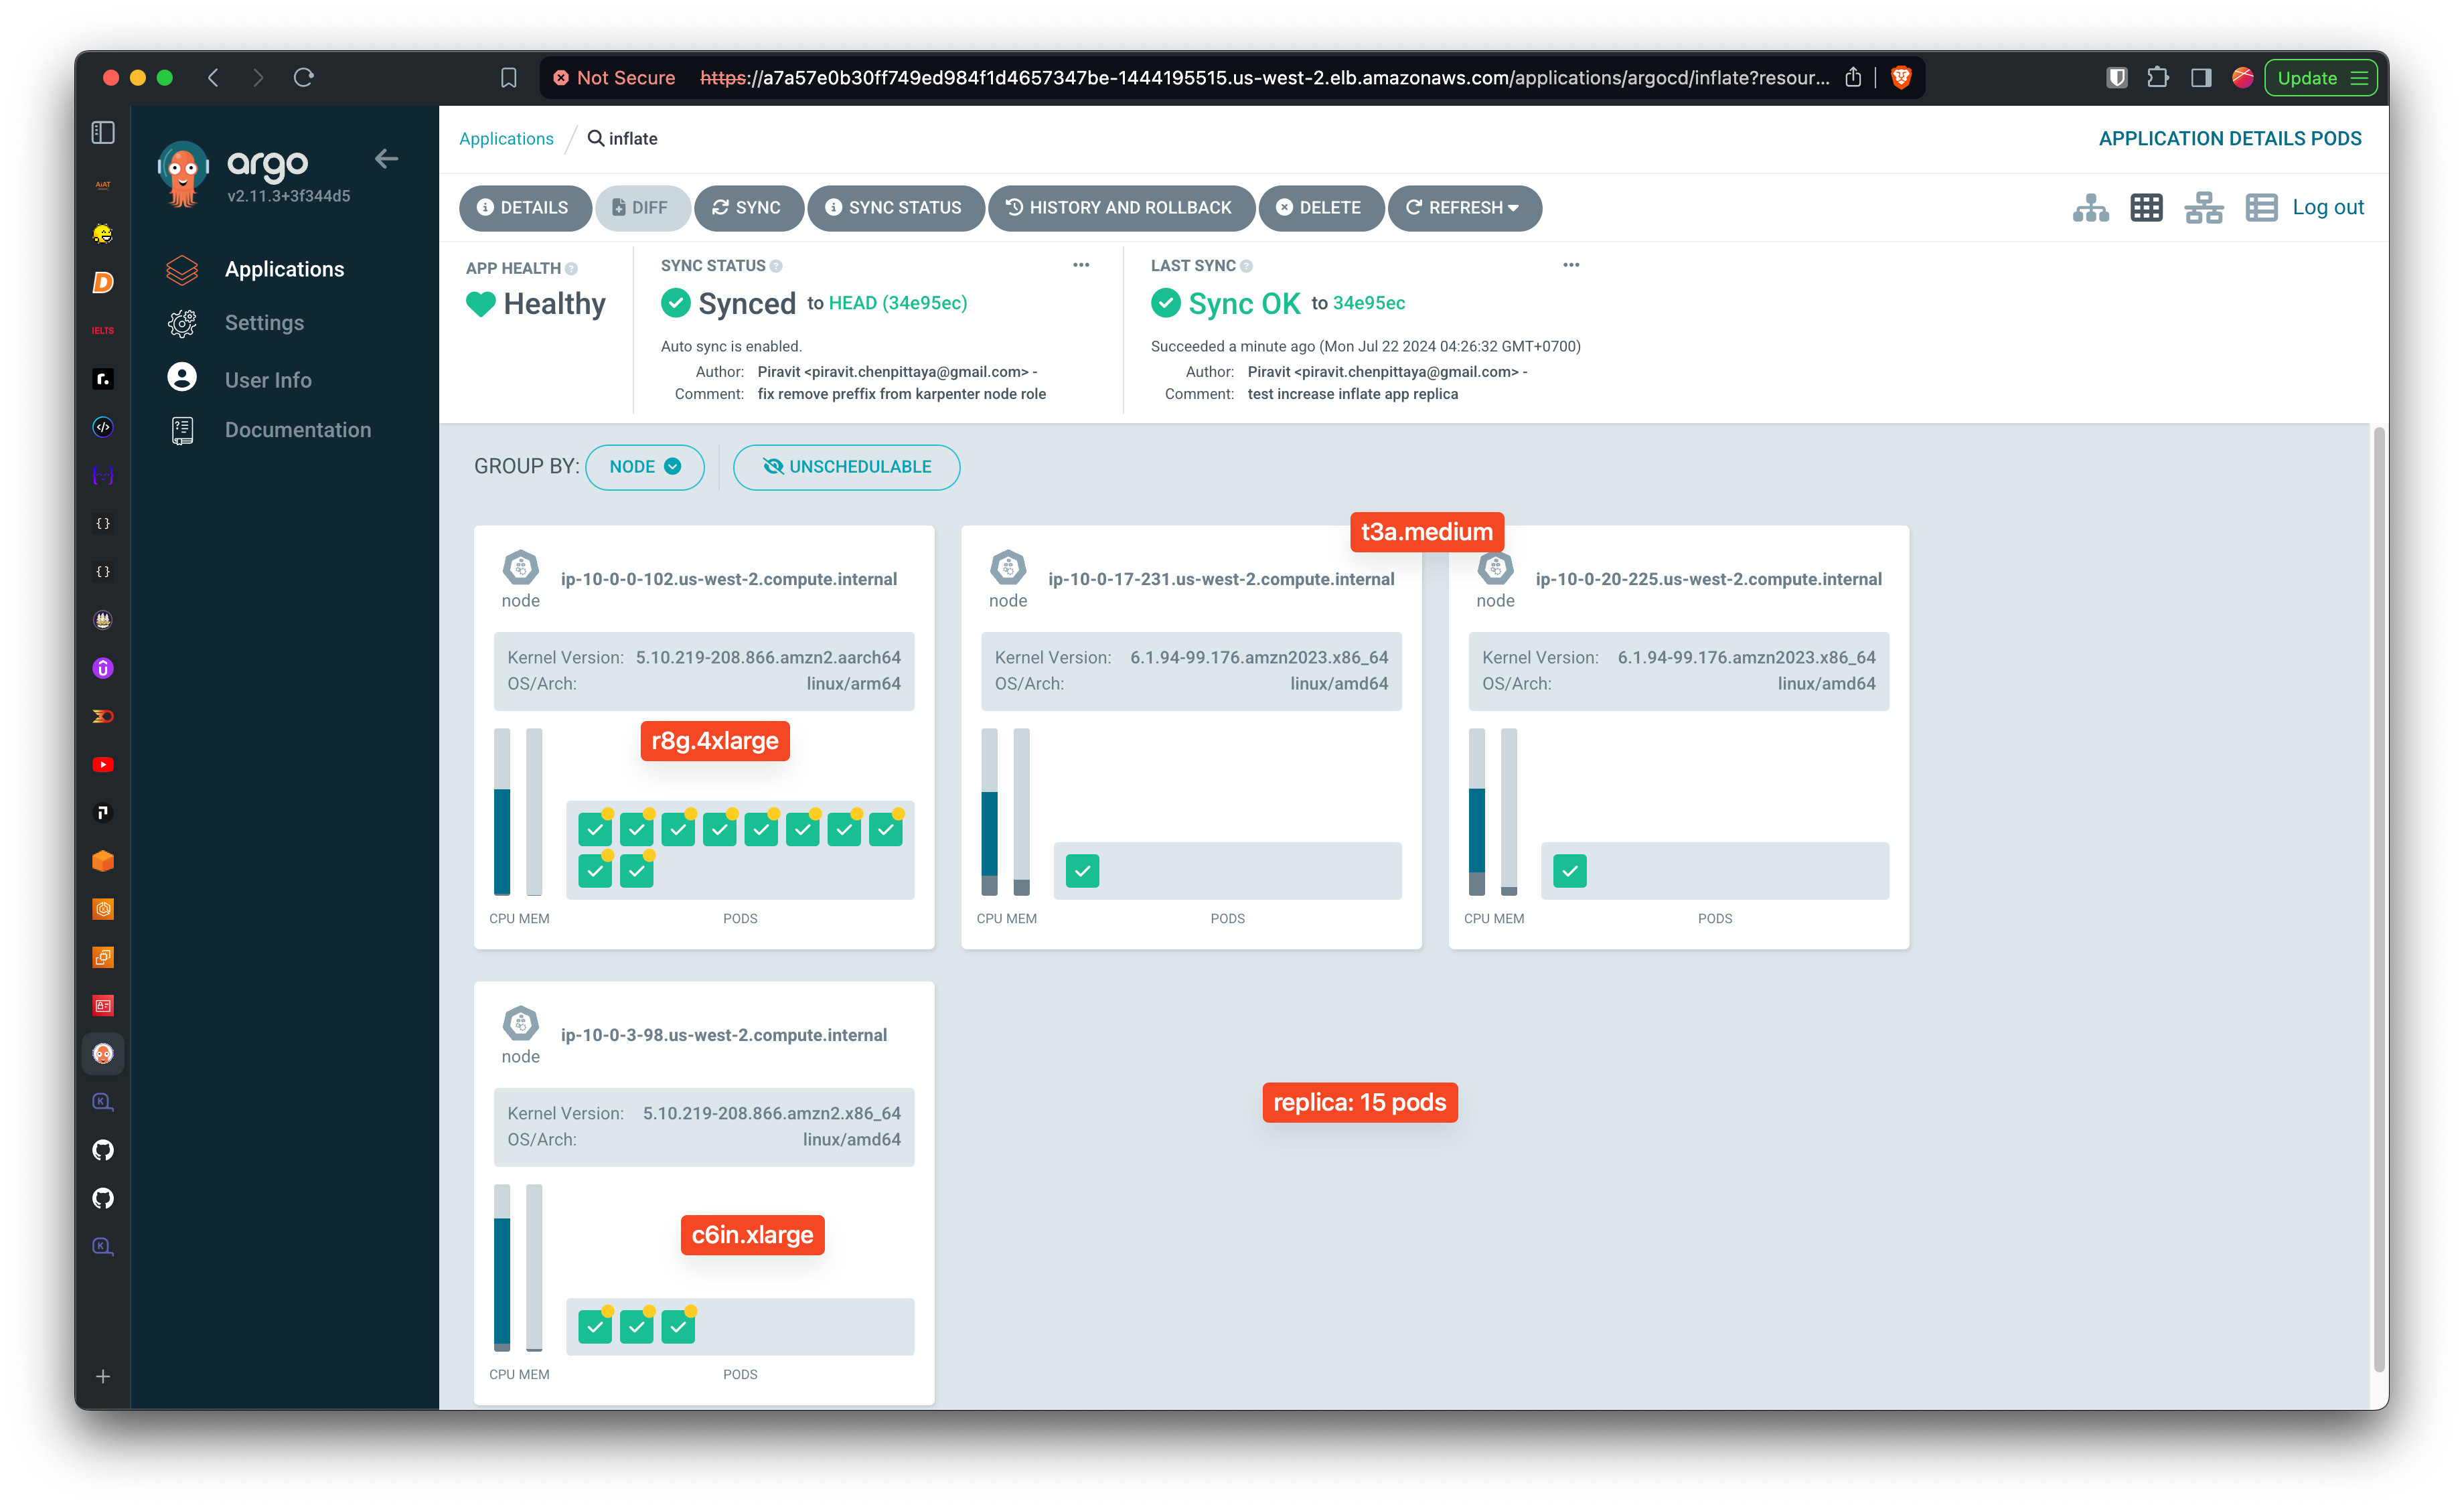 Not Secure https://a7a57e0b30ff749ed984f1d4657347be-1444195515.us-west-2.elb.amazonaws.com/applications/argocd/inflate?resour... Update
AiAT
IELTS
argo
v2.11.3+3f344d5
Applications
Settings
User Info
Documentation
Applications / inflate APPLICATION DETAILS PODS
DETAILS DIFF SYNC SYNC STATUS HISTORY AND ROLLBACK DELETE REFRESH Log out
APP HEALTH
Healthy
SYNC STATUS
Synced to HEAD (34e95ec)
Auto sync is enabled.
Author: Piravit <piravit.chenpittaya@gmail.com> -
Comment: fix remove preffix from karpenter node role
LAST SYNC
Sync OK to 34e95ec
Succeeded a minute ago (Mon Jul 22 2024 04:26:32 GMT+0700)
Author: Piravit <piravit.chenpittaya@gmail.com> -
Comment: test increase inflate app replica
GROUP BY: NODE UNSCHEDULABLE
node
ip-10-0-0-102.us-west-2.compute.internal
Kernel Version: 5.10.219-208.866.amzn2.aarch64
OS/Arch: linux/arm64
r8g.4xlarge
CPU MEM PODS
t3a.medium
node
ip-10-0-17-231.us-west-2.compute.internal
Kernel Version: 6.1.94-99.176.amzn2023.x86_64
OS/Arch: linux/amd64
CPU MEM PODS
node
ip-10-0-20-225.us-west-2.compute.internal
Kernel Version: 6.1.94-99.176.amzn2023.x86_64
OS/Arch: linux/amd64
CPU MEM PODS
node
ip-10-0-3-98.us-west-2.compute.internal
Kernel Version: 5.10.219-208.866.amzn2.x86_64
OS/Arch: linux/amd64
c6in.xlarge
CPU MEM PODS
replica: 15 pods